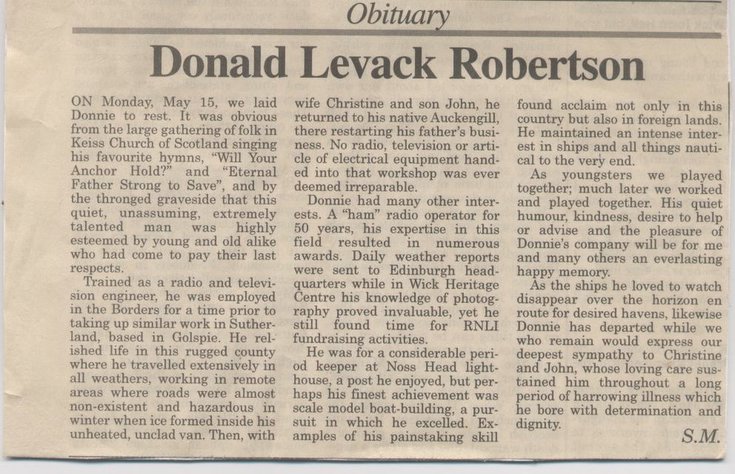 Obituary
Donald Levack Robertson
ON Monday, May 15, we laid
Donnie to rest. It was obvious
from the large gathering of folk in
Keiss Church of Scotland singing
his favourite hymns, "Will Your
Anchor Hold?" and "Eternal
Father Strong to Save", and by
the thronged graveside that this
quiet, unassuming, extremely
talented man was highly
esteemed by young and old alike
who had come to pay their last
respects.
Trained as a radio and televi-
sion engineer, he was employed
in the Borders for a time prior to
taking up similar work in Suther-
land, based in Golspie. He rel-
ished life in this rugged county
where he travelled extensively in
all weathers, working in remote
areas where roads were almost
non-existent and hazardous in
winter when ice formed inside his
unheated, unclad van. Then, with
wife Christine and son John, he
returned to his native Auckengill,
there restarting his father's busi-
ness. No radio, television or arti-
cle of electrical equipment hand-
ed into that workshop was ever
deemed irreparable.
Donnie had many other inter-
ests. A "ham" radio operator for
50 years, his expertise in this
field resulted in numerous
awards. Daily weather reports
were sent to Edinburgh head-
quarters while in Wick Heritage
Centre his knowledge of photog-
raphy proved invaluable, yet he
still found time for RNLI
fundraising activities.
He was for a considerable peri-
od keeper at Noss Head light-
house, a post he enjoyed, but per-
haps his finest achievement was
scale model boat-building, a pur-
suit in which he excelled. Ex-
amples of his painstaking skill
found acclaim not only in this
country but also in foreign lands.
He maintained an intense inter-
est in ships and all things nauti-
cal to the very end.
As youngsters we played
together; much later we worked
and played together. His quiet
humour, kindness, desire to help
or advise and the pleasure of
Donnie's company will be for me
and many others an everlasting
happy memory.
As the ships he loved to watch
disappear over the horizon en
route for desired havens, likewise
Donnie has departed while we
who remain would express our
deepest sympathy to Christine
and John, whose loving care sus-
tained him throughout a long
period of harrowing illness which
he bore with determination and
dignity.
S.M.